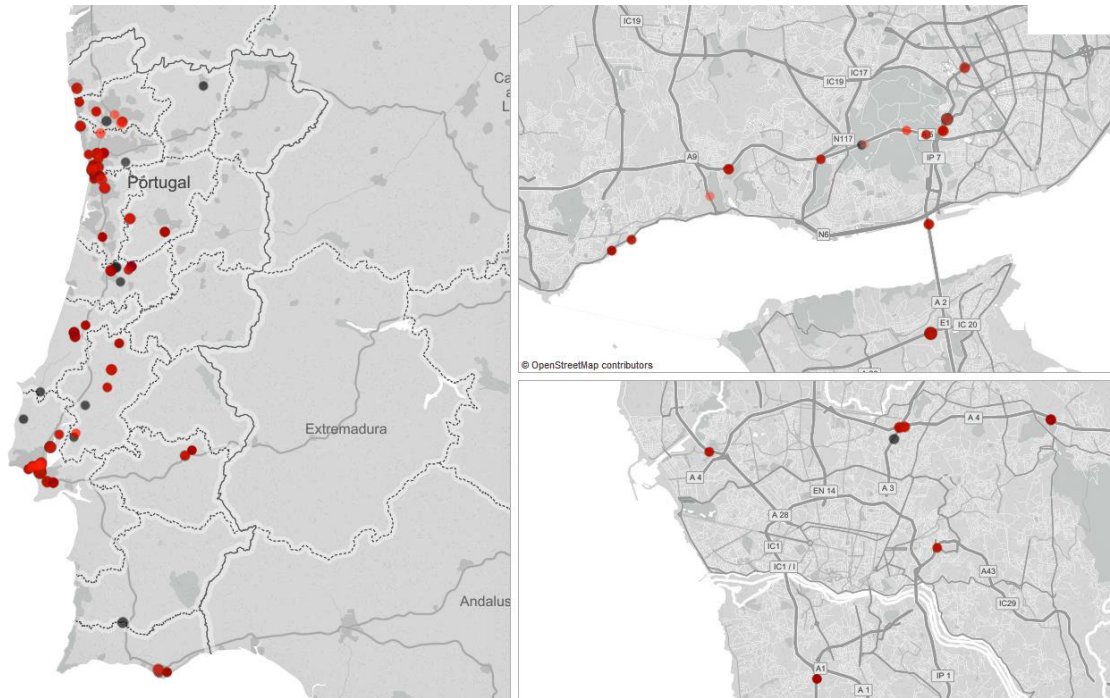 Ca
a
L
Portugal
Extremadura
Andalus
IC19
IC17
IC19
N117
A9
IP 7
N6
A 2
E1
IC 20
© OpenStreetMap contributors
A 4
A 4
EN 14
A 3
A 28
IC1
IC1 / I
A43
IC29
A1
A 1
IP 1